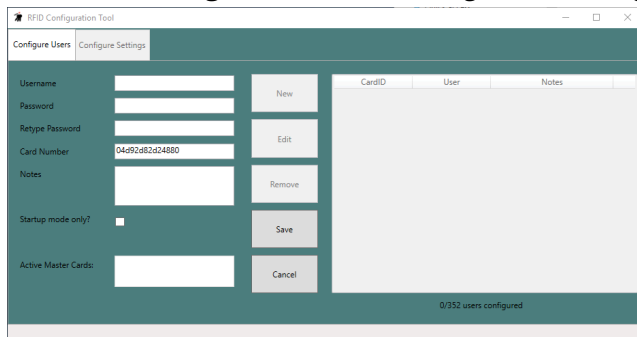 RFID Configuration Tool
Configure Users Configure Settings
Username
Password
Retype Password
Card Number 04d92d82d24880
Notes
Startup mode only?
Active Master Cards:
New
Edit
Remove
Save
Cancel
CardID User Notes
0/352 users configured